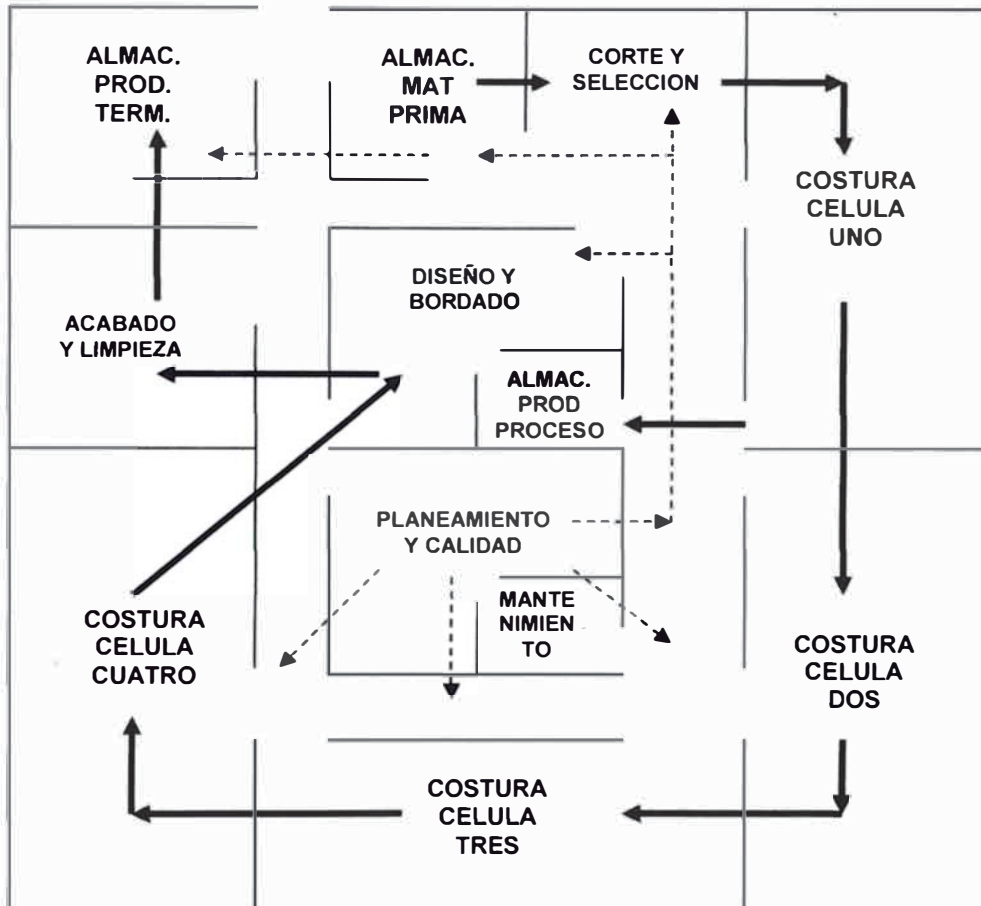 ALMAC.
PROD.
TERM.
ALMAC.
MAT
PRIMA
CORTE Y
SELECCION
COSTURA
CELULA
UNO
DISEÑO Y
BORDADO
ACABADO
Y LIMPIEZA
ALMAC.
PROD
PROCESO
PLANEAMIENTO
Y CALIDAD
MANTE
NIMIEN
TO
COSTURA
CELULA
CUATRO
COSTURA
CELULA
DOS
COSTURA
CELULA
TRES